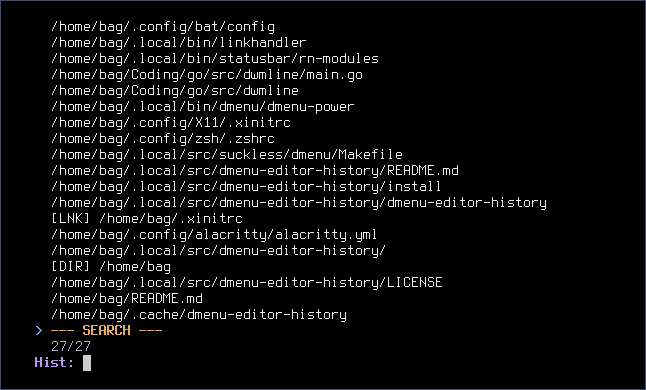 /home/bag/.config/bat/config
/home/bag/.local/bin/linkhandler
/home/bag/.local/bin/statusbar/rn-modules
/home/bag/Coding/go/src/dwmline/main.go
/home/bag/Coding/go/src/dwmline
/home/bag/.local/bin/dmenu/dmenu-power
/home/bag/.config/X11/.xinitrc
/home/bag/.config/zsh/.zshrc
/home/bag/.local/src/suckless/dmenu/Makefile
/home/bag/.local/src/dmenu-editor-history/README.md
/home/bag/.local/src/dmenu-editor-history/install
/home/bag/.local/src/dmenu-editor-history/dmenu-editor-history
[LNK] /home/bag/.xinitrc
/home/bag/.config/alacritty/alacritty.yml
/home/bag/.local/src/dmenu-editor-history/
[DIR] /home/bag
/home/bag/.local/src/dmenu-editor-history/LICENSE
/home/bag/README.md
/home/bag/.cache/dmenu-editor-history
> --- SEARCH ---
27/27
Hist: